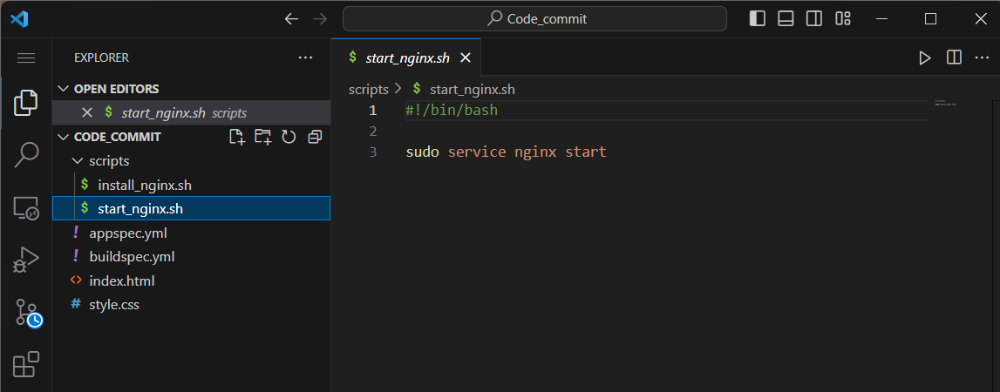 Code_commit
EXPLORER
OPEN EDITORS
start_nginx.sh scripts
CODE_COMMIT
scripts
$ install_nginx.sh
$ start_nginx.sh
! appspec.yml
! buildspec.yml
<> index.html
# style.css
$ start_nginx.sh
scripts > $ start_nginx.sh
1 #!/bin/bash
2
3 sudo service nginx start